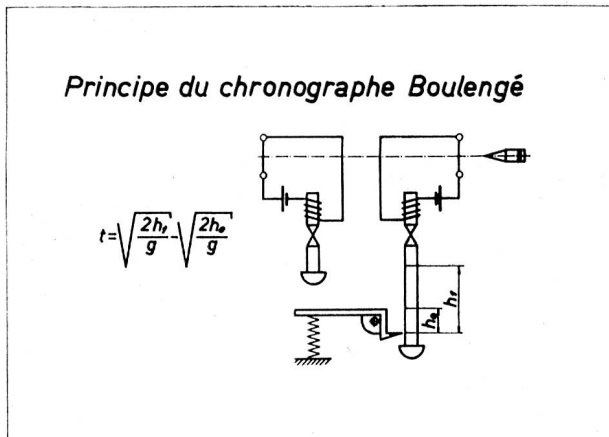 Principe du chronographe Boulengé
t=√(2h₁/g)-√(2h₀/g)
h₁
h₀